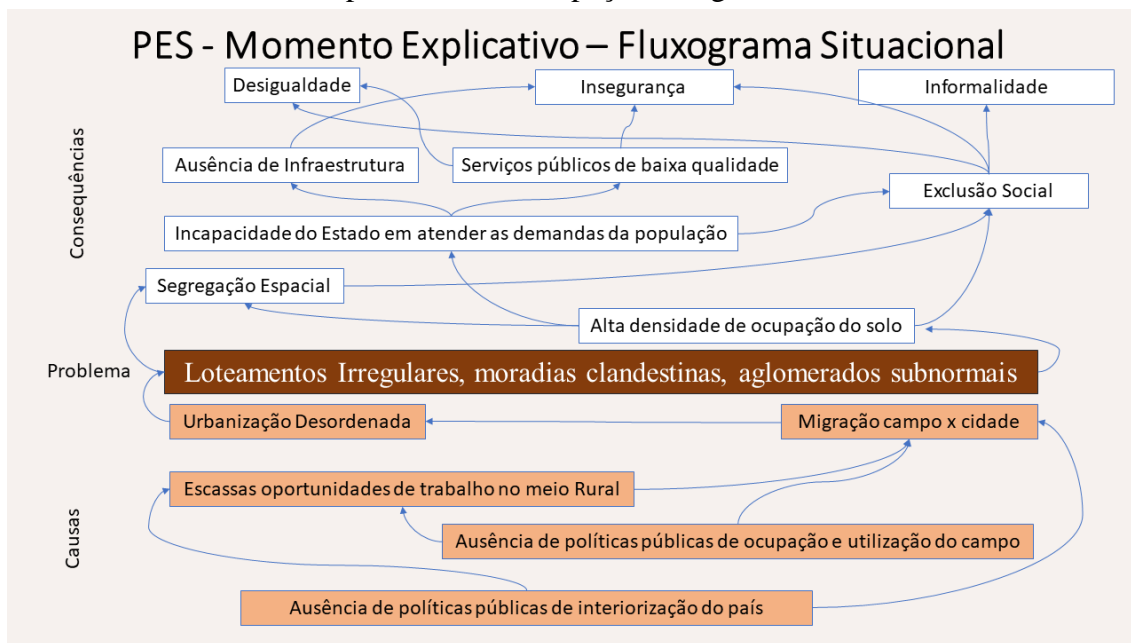 PES - Momento Explicativo – Fluxograma Situacional
Desigualdade
Insegurança
Informalidade
Consequências
Ausência de Infraestrutura
Serviços públicos de baixa qualidade
Exclusão Social
Incapacidade do Estado em atender as demandas da população
Segregação Espacial
Alta densidade de ocupação do solo
Problema
Loteamentos Irregulares, moradias clandestinas, aglomerados subnormais
Urbanização Desordenada
Migração campo x cidade
Causas
Escassas oportunidades de trabalho no meio Rural
Ausência de políticas públicas de ocupação e utilização do campo
Ausência de políticas públicas de interiorização do país